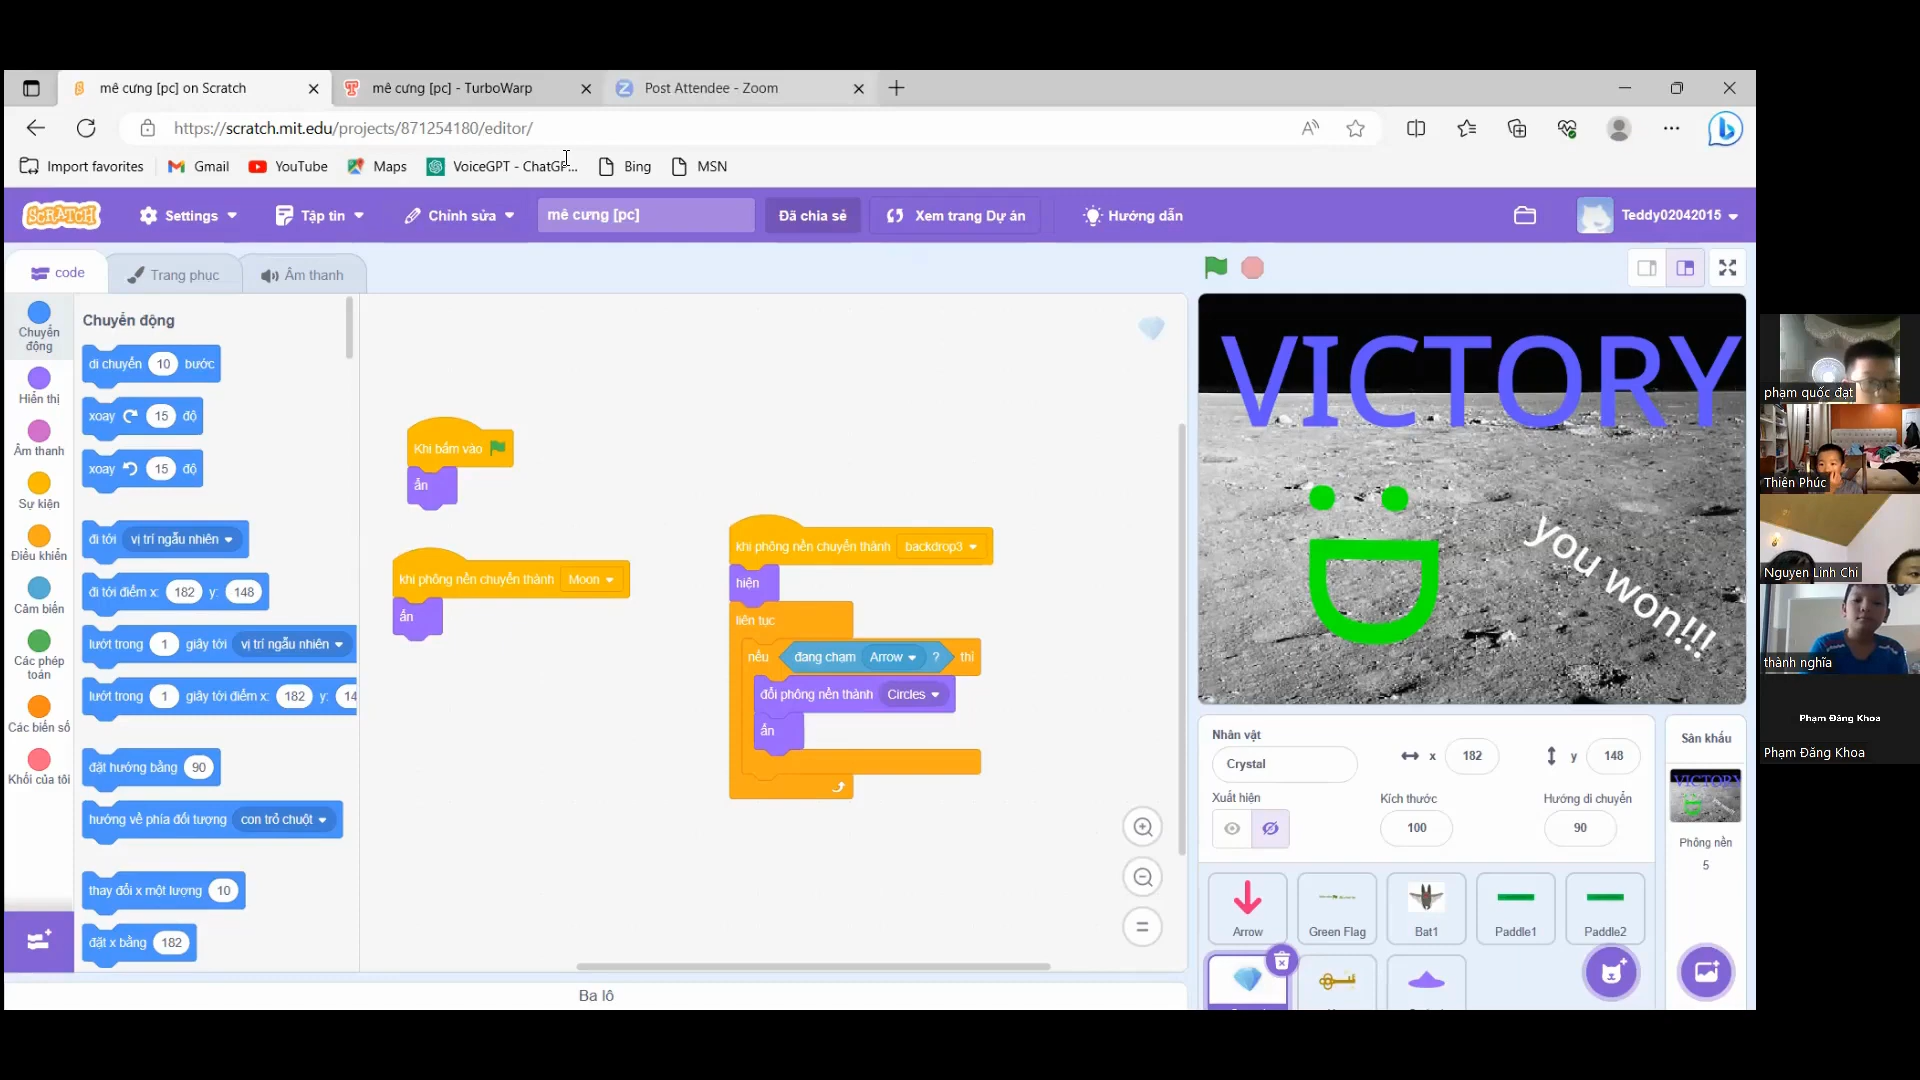 mê cưng [pc] on Scratch
mê cưng [pc] - TurboWarp
Post Attendee - Zoom
https://scratch.mit.edu/projects/871254180/editor/
Import favorites
Gmail
YouTube
Maps
VoiceGPT - ChatGP...
Bing
MSN
SCRATCH
Settings
Tập tin
Chỉnh sửa
mê cưng [pc]
Đã chia sẻ
Xem trang Dự án
Hướng dẫn
Teddy02042015
code
Trang phục
Âm thanh
Chuyển động
Hiển thị
Âm thanh
Sự kiện
Điều khiển
Cảm biến
Các phép toán
Các biến số
Khối của tôi
Chuyển động
di chuyển 10 bước
xoay 15 độ
xoay 15 độ
đi tới vị trí ngẫu nhiên
đi tới điểm x: 182 y: 148
lướt trong 1 giây tới vị trí ngẫu nhiên
lướt trong 1 giây tới điểm x: 182 y: 14
đặt hướng bằng 90
hướng về phía đối tượng con trỏ chuột
thay đổi x một lượng 10
đặt x bằng 182
Khi bấm vào
ẩn
khi phông nền chuyển thành Moon
ẩn
khi phông nền chuyển thành backdrop3
hiện
liên tục
nếu đang chạm Arrow ? thì
đổi phông nền thành Circles
ẩn
Ba lô
VICTORY
you won!!!
Nhân vật
Crystal
x 182
y 148
Xuất hiện
Kích thước
100
Hướng di chuyển
90
Arrow
Green Flag
Bat1
Paddle1
Paddle2
Sân khấu
VICTORY
Phông nền
5
phạm quốc đạt
Thiên Phúc
Nguyen Linh Chi
thành nghĩa
Phạm Đăng Khoa
Phạm Đăng Khoa